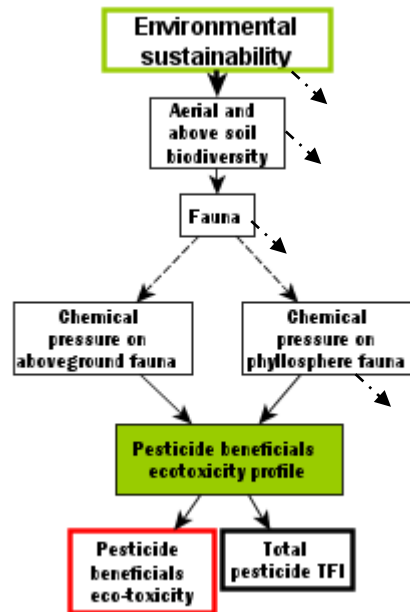 Environmental
sustainability
Aerial and
above soil
biodiversity
Fauna
Chemical
pressure on
aboveground fauna
Chemical
pressure on
phyllosphere fauna
Pesticide beneficials
ecotoxicity profile
Pesticide
beneficials
eco-toxicity
Total
pesticide TFI